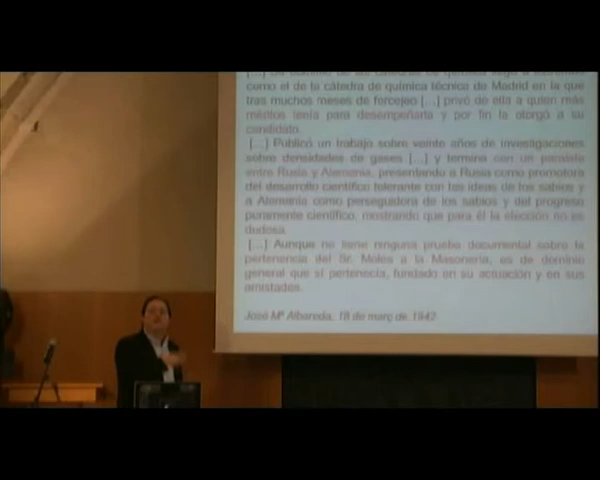 como el de la cátedra de química técnica de Madrid en la que
tras muchos meses de forcejeo [...] privó de ella a quien más
méritos tenía para desempeñarla y por fin la otorgó a su
candidato.
[...] Publicó un trabajo sobre veinte años de investigaciones
sobre densidades de gases [...] y termina con un paralelo
entre Rusia y Alemania, presentando a Rusia como promotora
del desarrollo científico tolerante con las ideas de los sabios y
a Alemania como perseguidora de los sabios y del progreso
puramente científico, mostrando que para él la elección no es
dudosa.
[...] Aunque no tiene ninguna prueba documental sobre la
pertenencia del Sr. Moles a la Masonería, es de dominio
general que sí pertenecía, fundado en su actuación y en sus
amistades.
José Mª Albareda, 18 de març de 1942.